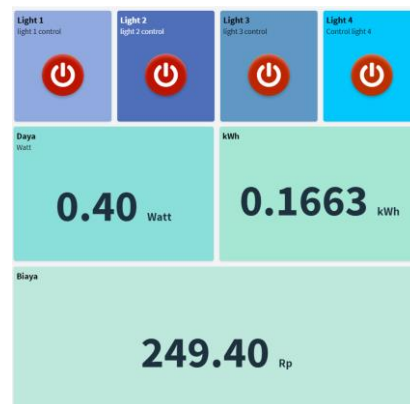 Light 1
light 1 control
Light 2
light 2 control
Light 3
light 3 control
Light 4
Control light 4
Daya
Watt
0.40 Watt
kWh
0.1663 kWh
Biaya
249.40 Rp